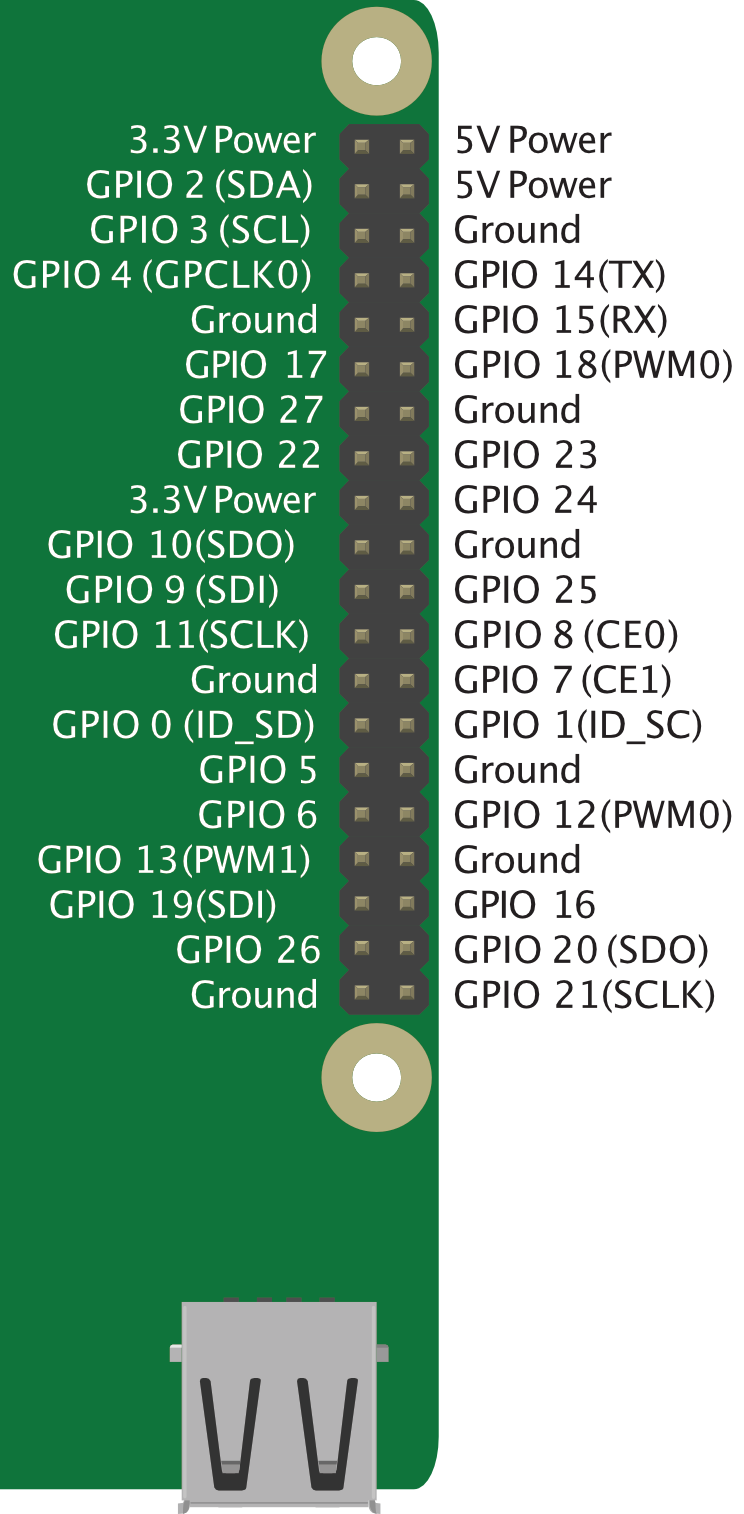 3.3V Power 5V Power
GPIO 2 (SDA) 5V Power
GPIO 3 (SCL) Ground
GPIO 4 (GPCLK0) GPIO 14(TX)
Ground GPIO 15(RX)
GPIO 17 GPIO 18(PWM0)
GPIO 27 Ground
GPIO 22 GPIO 23
3.3V Power GPIO 24
GPIO 10(SDO) Ground
GPIO 9 (SDI) GPIO 25
GPIO 11(SCLK) GPIO 8 (CE0)
Ground GPIO 7 (CE1)
GPIO 0 (ID_SD) GPIO 1(ID_SC)
GPIO 5 Ground
GPIO 6 GPIO 12(PWM0)
GPIO 13(PWM1) Ground
GPIO 19(SDI) GPIO 16
GPIO 26 GPIO 20 (SDO)
Ground GPIO 21(SCLK)